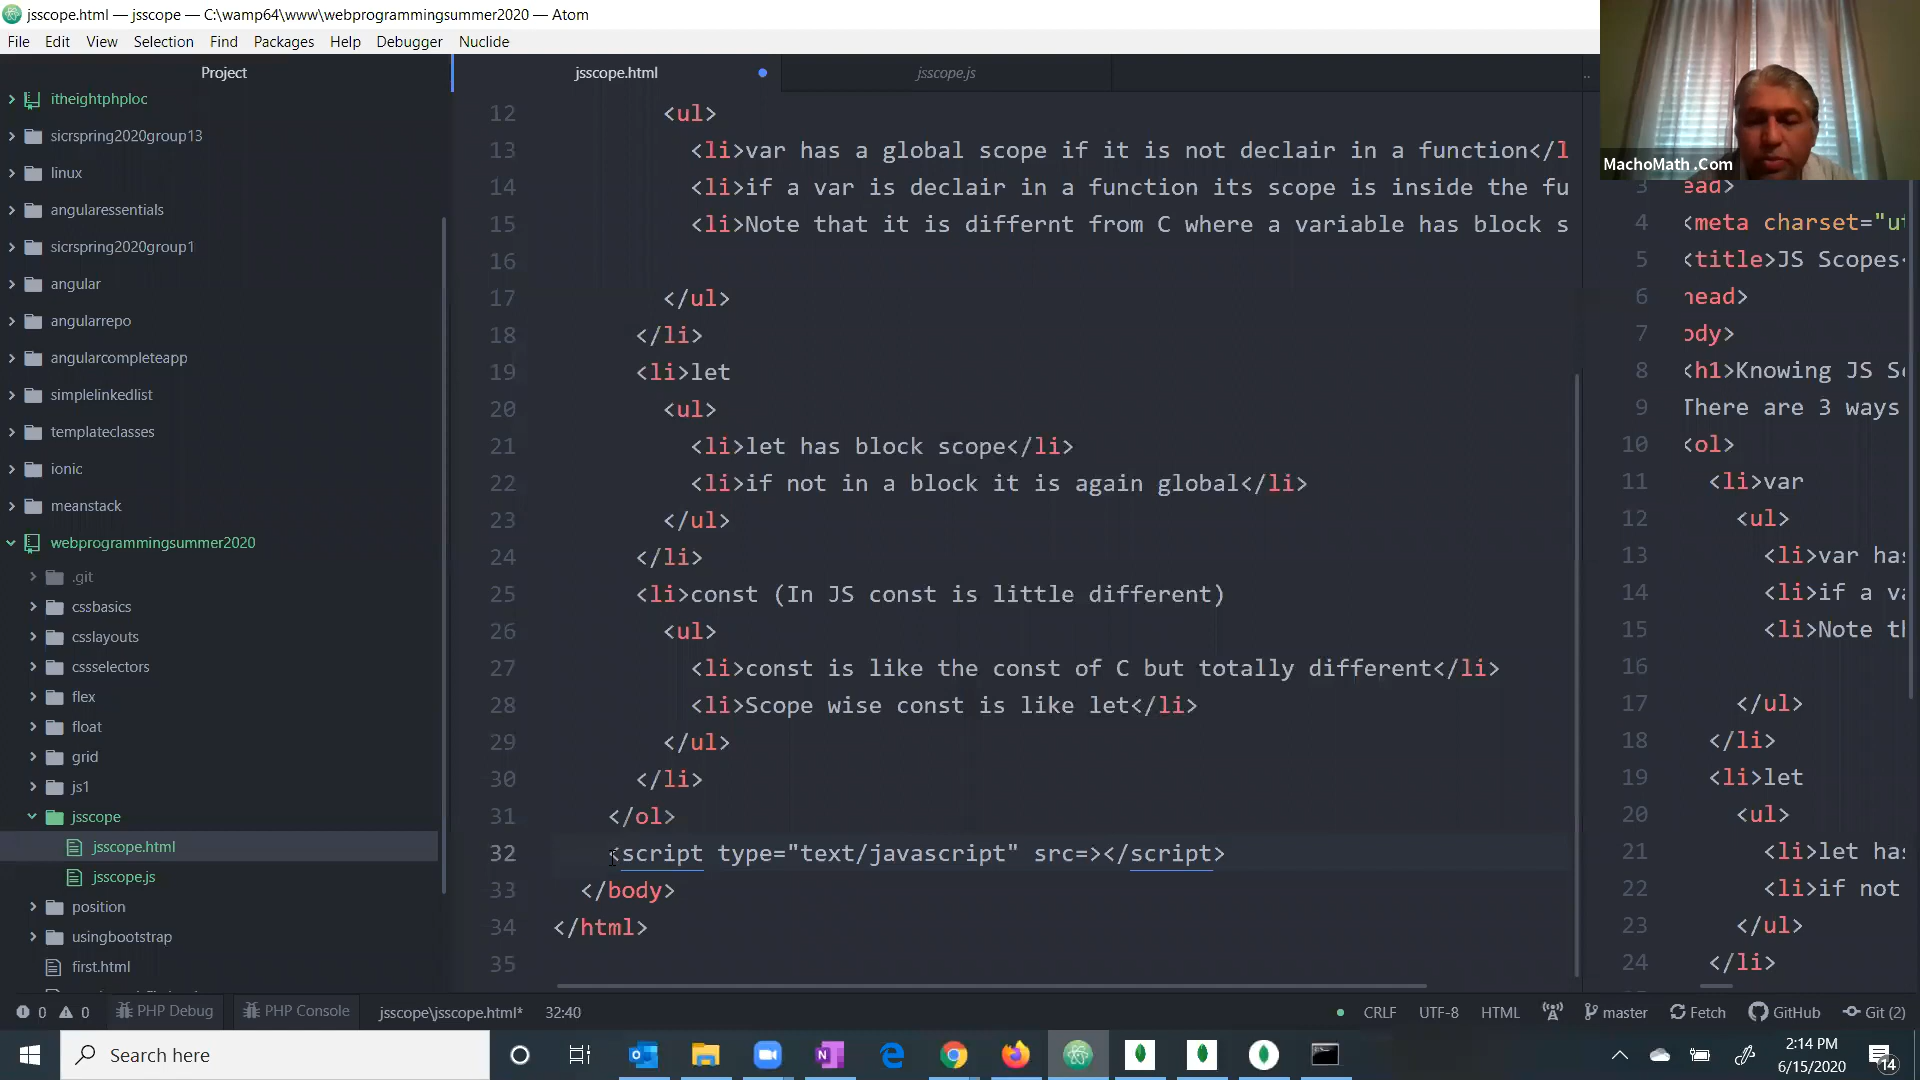 jsscope.html — jsscope — C:\wamp64\www\webprogrammingsummer2020 — Atom
File Edit View Selection Find Packages Help Debugger Nuclide
Project
itheightphploc
sicrspring2020group13
linux
angularessentials
sicrspring2020group1
angular
angularrepo
angularcompleteapp
simplelinkedlist
templateclasses
ionic
meanstack
webprogrammingsummer2020
.git
cssbasics
csslayouts
cssselectors
flex
float
grid
js1
jsscope
jsscope.html
jsscope.js
position
usingbootstrap
first.html
jsscope.html jsscope.js ..
12 <ul>
13 <li>var has a global scope if it is not declair in a function</l
14 <li>if a var is declair in a function its scope is inside the fu
15 <li>Note that it is differnt from C where a variable has block s
16
17 </ul>
18 </li>
19 <li>let
20 <ul>
21 <li>let has block scope</li>
22 <li>if not in a block it is again global</li>
23 </ul>
24 </li>
25 <li>const (In JS const is little different)
26 <ul>
27 <li>const is like the const of C but totally different</li>
28 <li>Scope wise const is like let</li>
29 </ul>
30 </li>
31 </ol>
32 <script type="text/javascript" src=></script>
33 </body>
34 </html>
35
MachoMath .Com
3 ead>
4 <meta charset="ut
5 <title>JS Scopes<
6 head>
7 ody>
8 <h1>Knowing JS Sc
9 There are 3 ways
10 <ol>
11 <li>var
12 <ul>
13 <li>var has
14 <li>if a va
15 <li>Note th
16
17 </ul>
18 </li>
19 <li>let
20 <ul>
21 <li>let has
22 <li>if not
23 </ul>
24 </li>
0 0 PHP Debug PHP Console jsscope\jsscope.html* 32:40
CRLF UTF-8 HTML master Fetch GitHub Git (2)
Search here
2:14 PM
6/15/2020
14